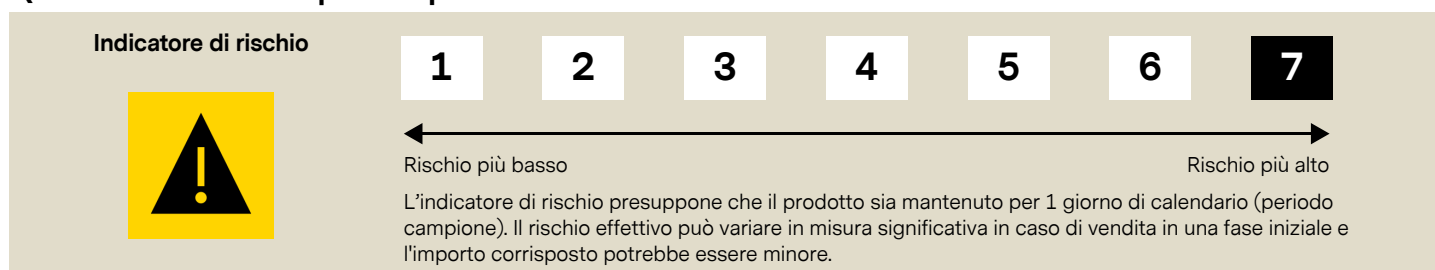 Indicatore di rischio
1 2 3 4 5 6 7
!
Rischio più basso Rischio più alto
L'indicatore di rischio presuppone che il prodotto sia mantenuto per 1 giorno di calendario (periodo
campione). Il rischio effettivo può variare in misura significativa in caso di vendita in una fase iniziale e
l'importo corrisposto potrebbe essere minore.